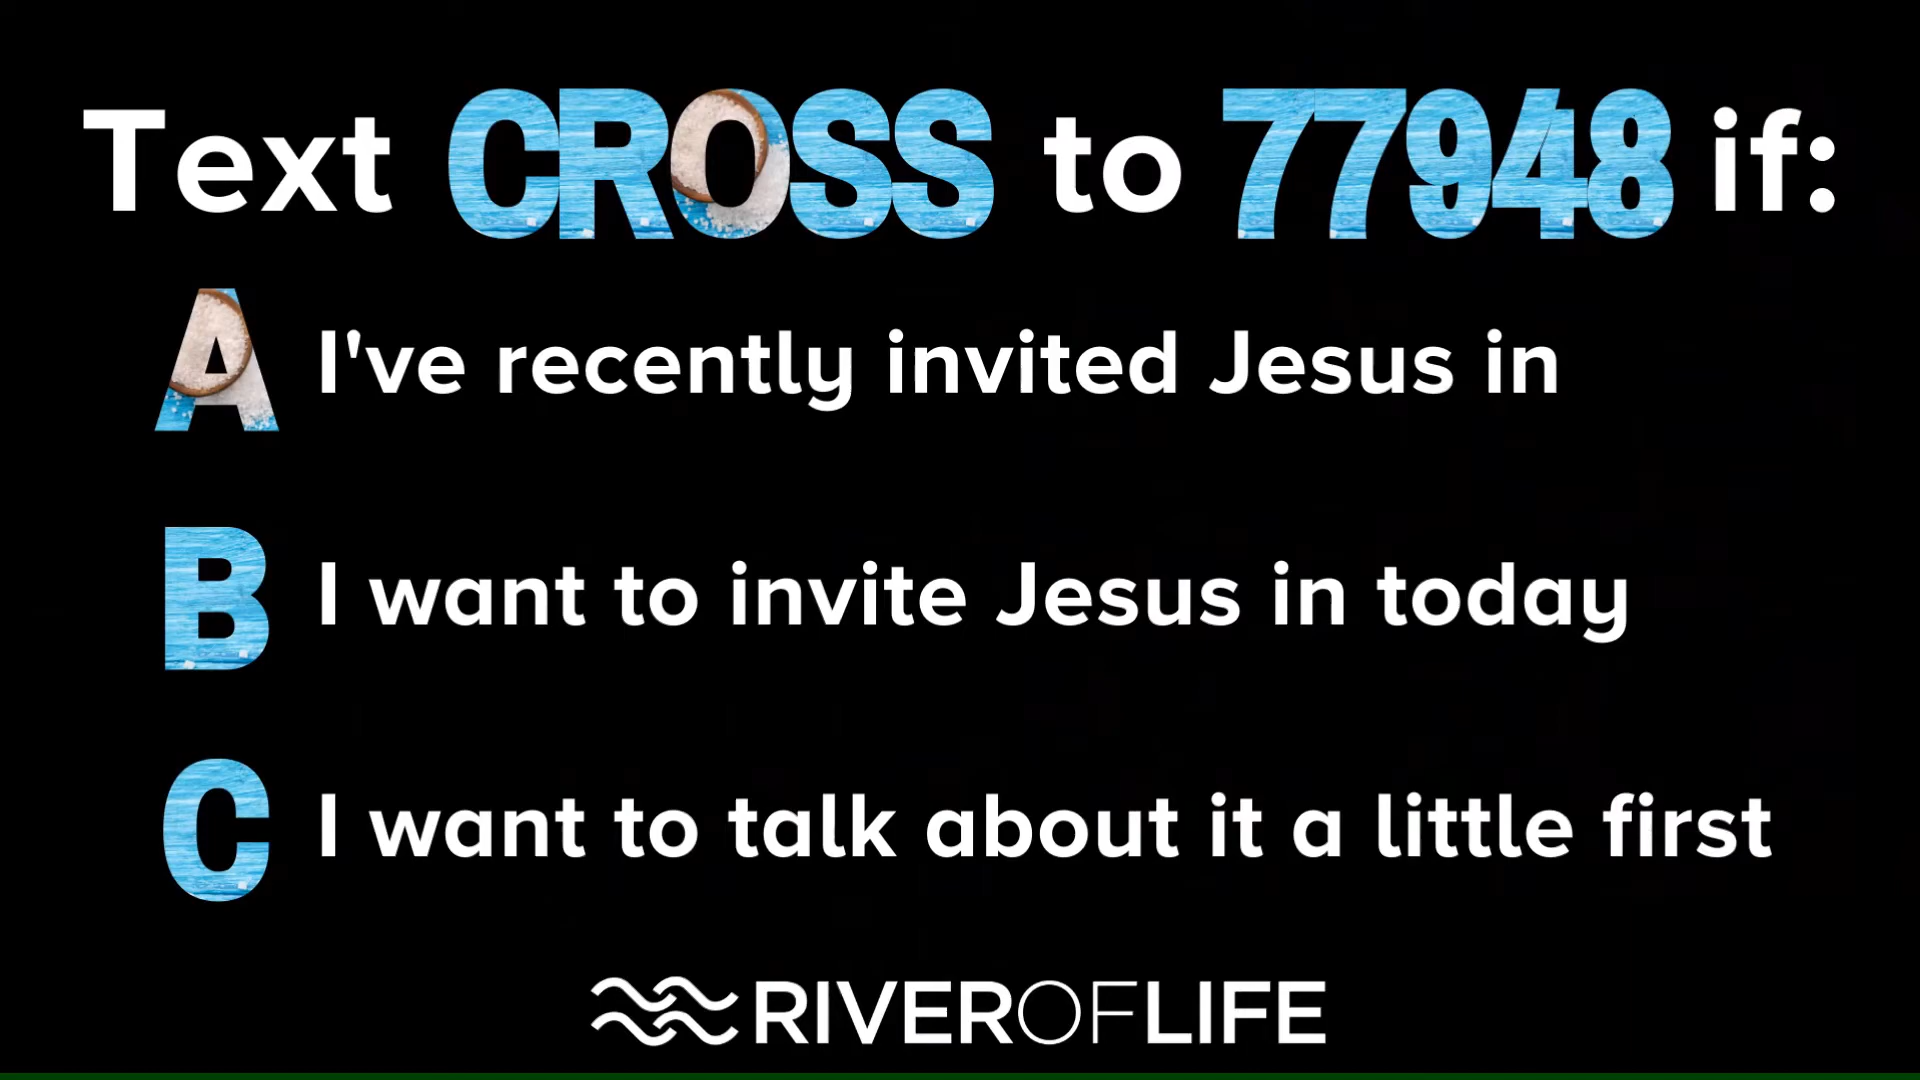 Text CROSS to 77948 if:
A I've recently invited Jesus in
B I want to invite Jesus in today
C I want to talk about it a little first
RIVEROFLIFE